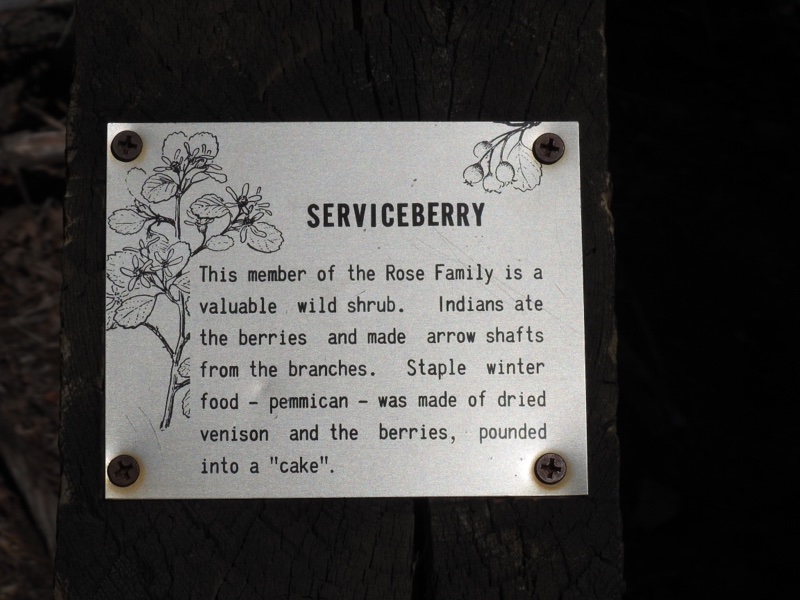 SERVICEBERRY
This member of the Rose Family is a
valuable wild shrub. Indians ate
the berries and made arrow shafts
from the branches. Staple winter
food - pemmican - was made of dried
venison and the berries, pounded
into a "cake".